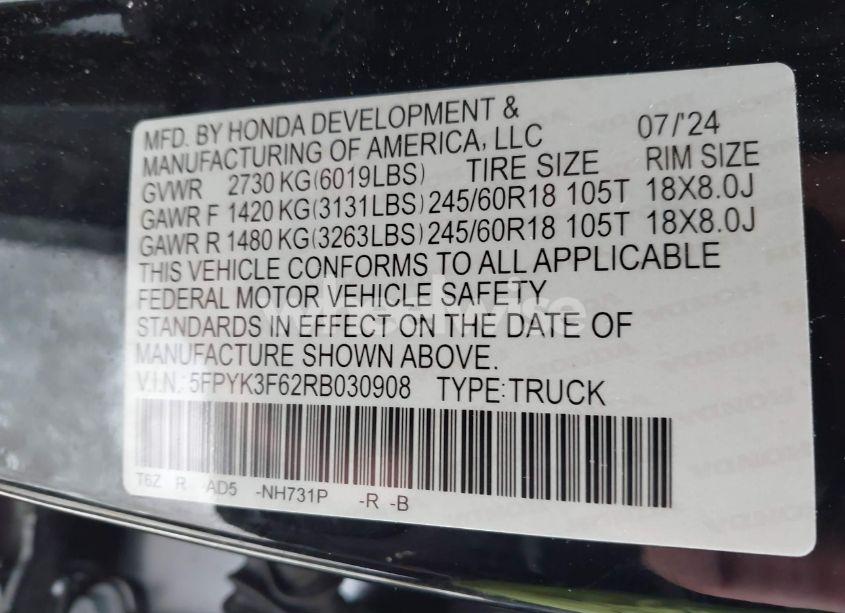 MFD. BY HONDA DEVELOPMENT & 07/'24
MANUFACTURING OF AMERICA, LLC
GVWR 2730 KG(6019LBS) TIRE SIZE RIM SIZE
GAWR F 1420 KG(3131LBS) 245/60R18 105T 18X8.0J
GAWR R 1480 KG(3263LBS) 245/60R18 105T 18X8.0J
THIS VEHICLE CONFORMS TO ALL APPLICABLE
FEDERAL MOTOR VEHICLE SAFETY
STANDARDS IN EFFECT ON THE DATE OF
MANUFACTURE SHOWN ABOVE.
V.I.N.: 5FPYK3F62RB030908 TYPE:TRUCK
T6Z R -AD5 -NH731P -R -B